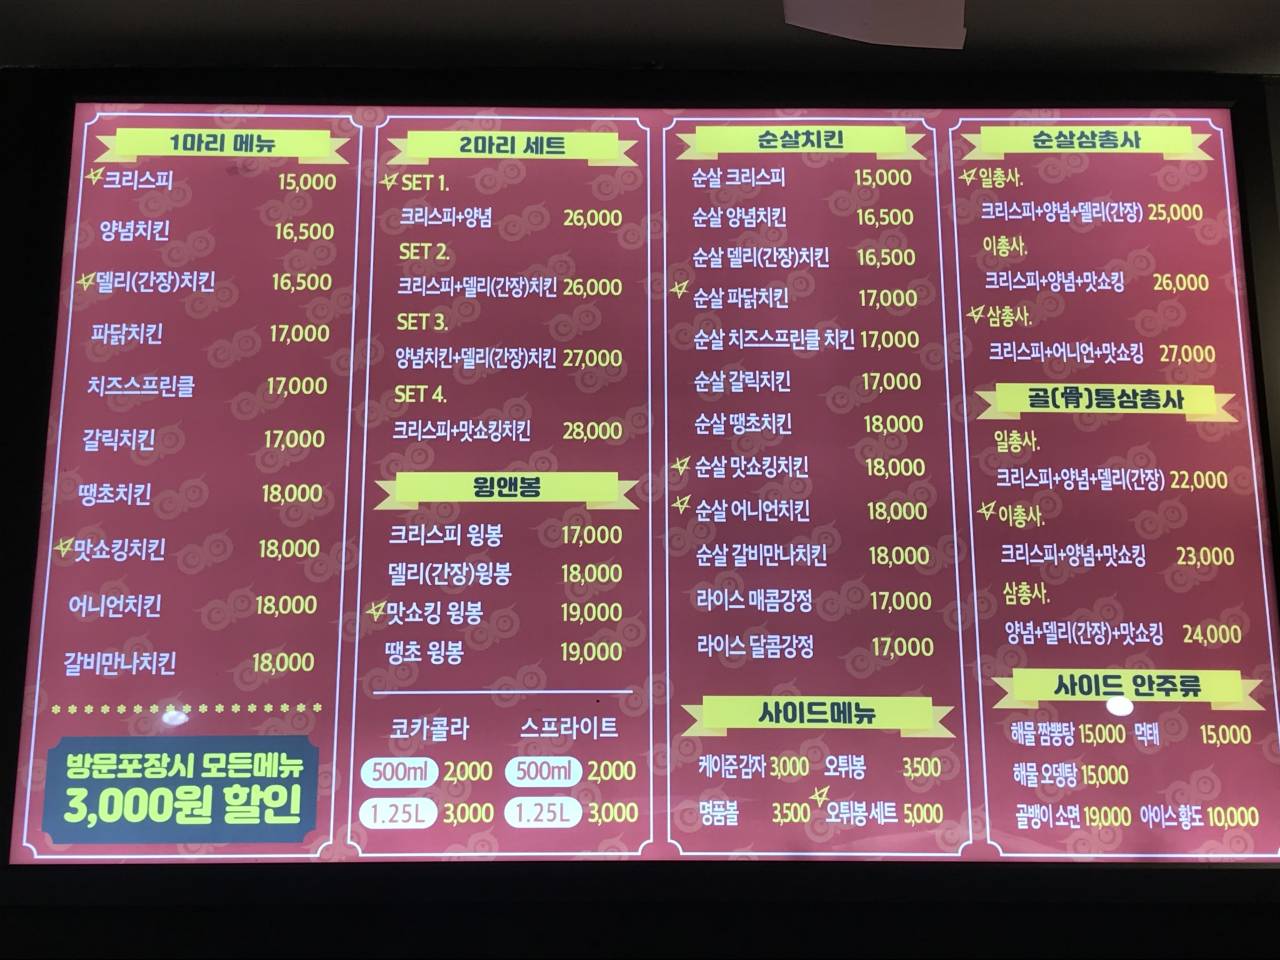 1마리 메뉴
크리스피 15,000
양념치킨 16,500
델리(간장)치킨 16,500
파닭치킨 17,000
치즈스프린클 17,000
갈릭치킨 17,000
땡초치킨 18,000
맛쇼킹치킨 18,000
어니언치킨 18,000
갈비만나치킨 18,000
방문포장시 모든메뉴
3,000원 할인
2마리 세트
SET 1.
크리스피+양념 26,000
SET 2.
크리스피+델리(간장)치킨 26,000
SET 3.
양념치킨+델리(간장)치킨 27,000
SET 4.
크리스피+맛쇼킹치킨 28,000
윙앤봉
크리스피 윙봉 17,000
델리(간장)윙봉 18,000
맛쇼킹 윙봉 19,000
땡초 윙봉 19,000
코카콜라 스프라이트
500ml 2,000 500ml 2,000
1.25L 3,000 1.25L 3,000
순살치킨
순살 크리스피 15,000
순살 양념치킨 16,500
순살 델리(간장)치킨 16,500
순살 파닭치킨 17,000
순살 치즈스프린클 치킨 17,000
순살 갈릭치킨 17,000
순살 땡초치킨 18,000
순살 맛쇼킹치킨 18,000
순살 어니언치킨 18,000
순살 갈비만나치킨 18,000
라이스 매콤강정 17,000
라이스 달콤강정 17,000
사이드메뉴
케이준 감자 3,000 오튀봉 3,500
명품볼 3,500 오튀봉 세트 5,000
순살삼총사
일총사.
크리스피+양념+델리(간장) 25,000
이총사.
크리스피+양념+맛쇼킹 26,000
삼총사.
크리스피+어니언+맛쇼킹 27,000
골(骨)통삼총사
일총사.
크리스피+양념+델리(간장) 22,000
이총사.
크리스피+양념+맛쇼킹 23,000
삼총사.
양념+델리(간장)+맛쇼킹 24,000
사이드 안주류
해물 짬뽕탕 15,000 먹태 15,000
해물 오뎅탕 15,000
골뱅이 소면 19,000 아이스 황도 10,000